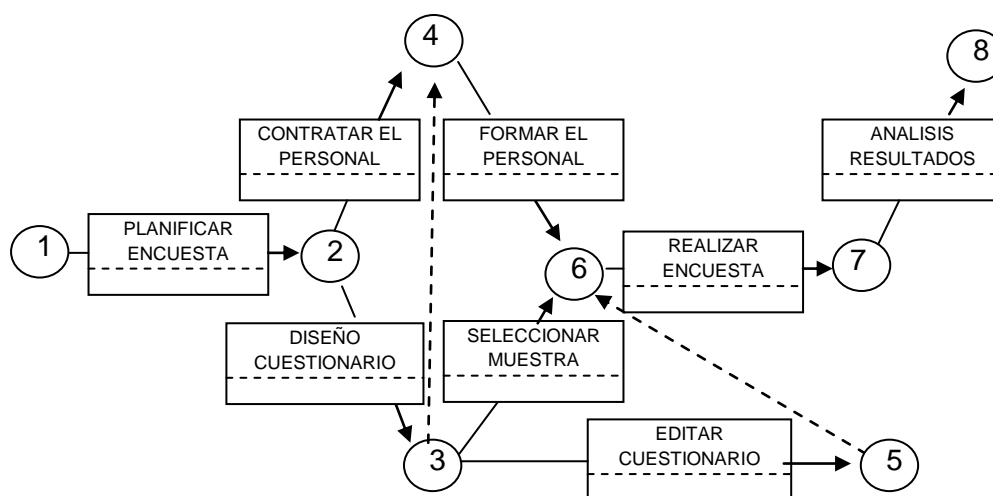 4
8
CONTRATAR EL
PERSONAL
FORMAR EL
PERSONAL
ANALISIS
RESULTADOS
1
PLANIFICAR
ENCUESTA
2
6
REALIZAR
ENCUESTA
7
DISEÑO
CUESTIONARIO
SELECCIONAR
MUESTRA
3
EDITAR
CUESTIONARIO
5